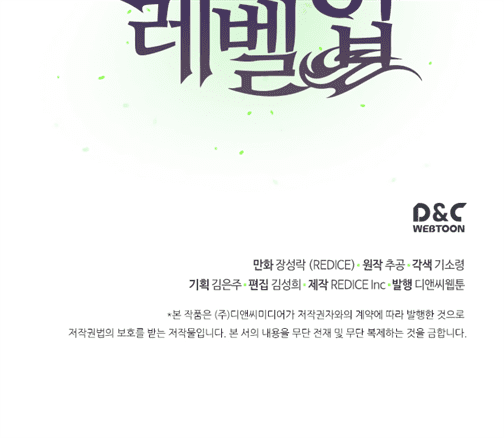 레벨업
D&C
WEBTOON
만화 장성락 (REDICE) • 원작 추공 • 각색 기소령
기획 김은주 • 편집 김성희 • 제작 REDICE Inc • 발행 디앤씨웹툰
*본 작품은 (주)디앤씨미디어가 저작권자와의 계약에 따라 발행한 것으로
저작권법의 보호를 받는 저작물입니다. 본 서의 내용을 무단 전재 및 무단 복제하는 것을 금합니다.